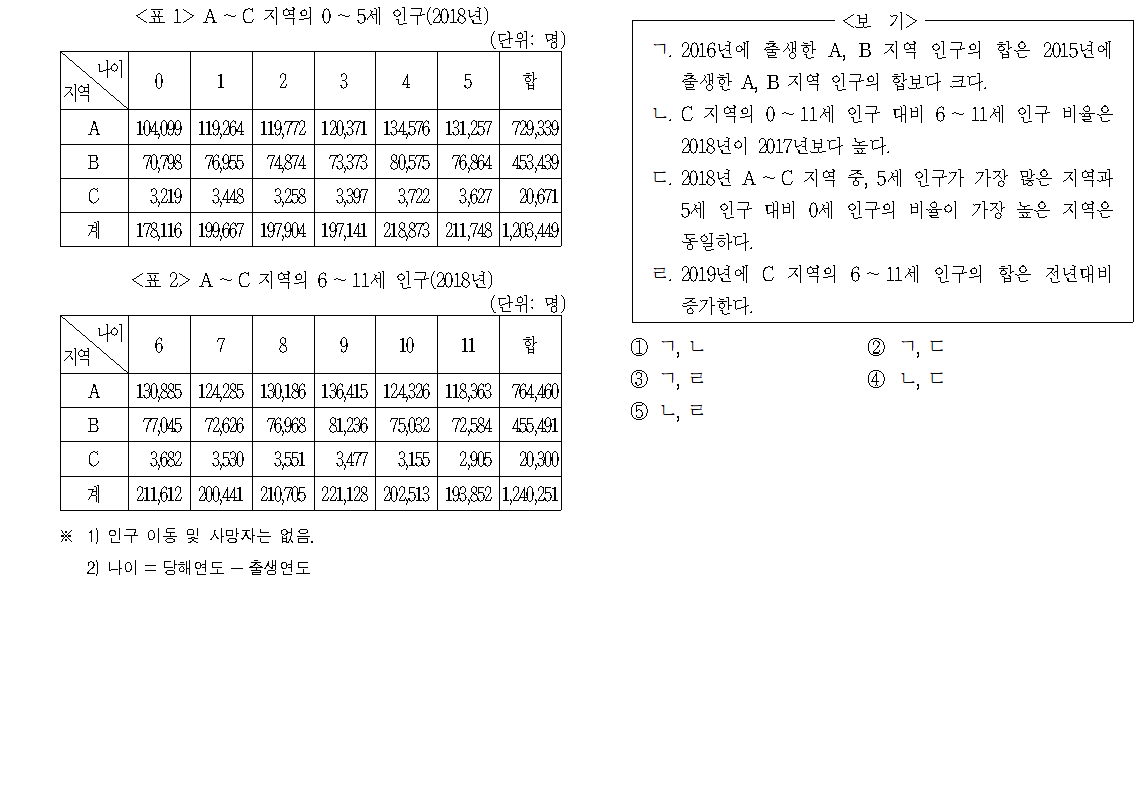 <표 1> A ~ C 지역의 0 ~ 5세 인구(2018년)
(단위: 명)
나이
지역 0 1 2 3 4 5 합
A 104,099 119,264 119,772 120,371 134,576 131,257 729,339
B 70,798 76,955 74,874 73,373 80,575 76,864 453,439
C 3,219 3,448 3,258 3,397 3,722 3,627 20,671
계 178,116 199,667 197,904 197,141 218,873 211,748 1,203,449
<표 2> A ~ C 지역의 6 ~ 11세 인구(2018년)
(단위: 명)
나이
지역 6 7 8 9 10 11 합
A 130,885 124,285 130,186 136,415 124,326 118,363 764,460
B 77,045 72,626 76,968 81,236 75,032 72,584 455,491
C 3,682 3,530 3,551 3,477 3,155 2,905 20,300
계 211,612 200,441 210,705 221,128 202,513 193,852 1,240,251
※ 1) 인구 이동 및 사망자는 없음.
2) 나이 = 당해연도 – 출생연도
<보 기>
ㄱ. 2016년에 출생한 A, B 지역 인구의 합은 2015년에
출생한 A, B 지역 인구의 합보다 크다.
ㄴ. C 지역의 0 ~ 11세 인구 대비 6 ~ 11세 인구 비율은
2018년이 2017년보다 높다.
ㄷ. 2018년 A ~ C 지역 중, 5세 인구가 가장 많은 지역과
5세 인구 대비 0세 인구의 비율이 가장 높은 지역은
동일하다.
ㄹ. 2019년에 C 지역의 6 ~ 11세 인구의 합은 전년대비
증가한다.
① ㄱ, ㄴ ② ㄱ, ㄷ
③ ㄱ, ㄹ ④ ㄴ, ㄷ
⑤ ㄴ, ㄹ